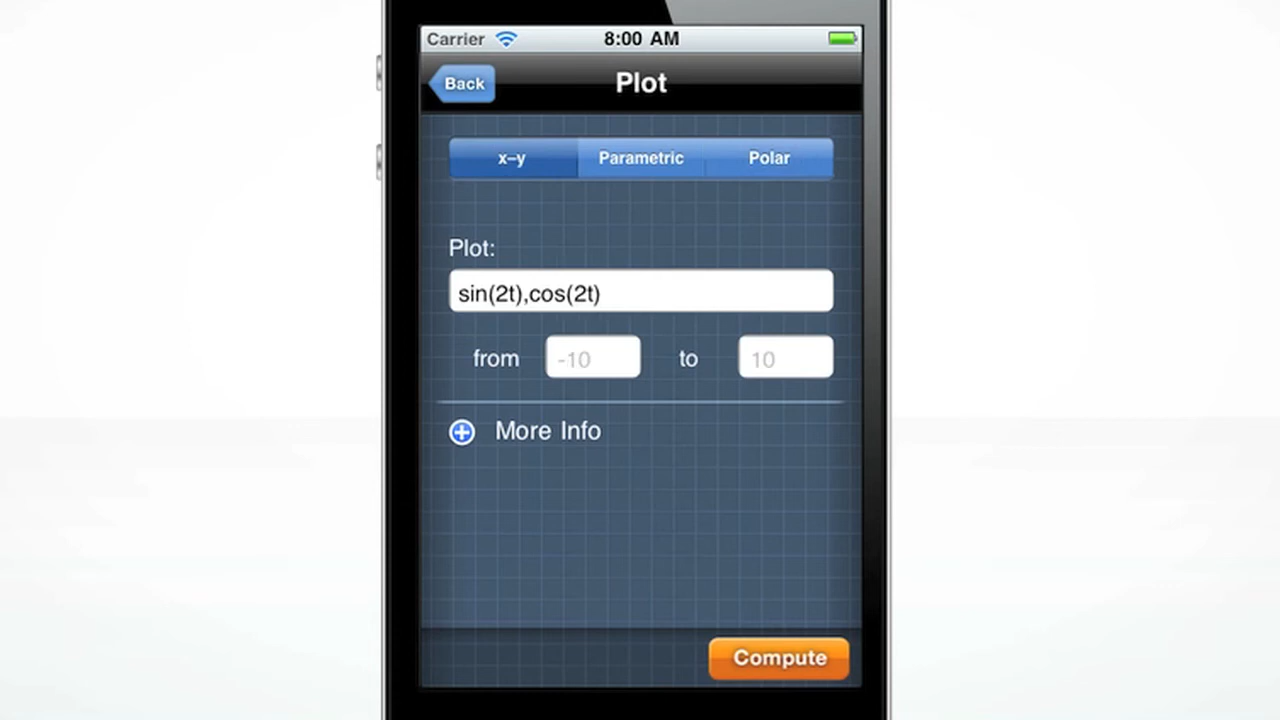 Carrier 8:00 AM
Back Plot
x–y Parametric Polar
Plot:
sin(2t),cos(2t)
from -10 to 10
More Info
Compute